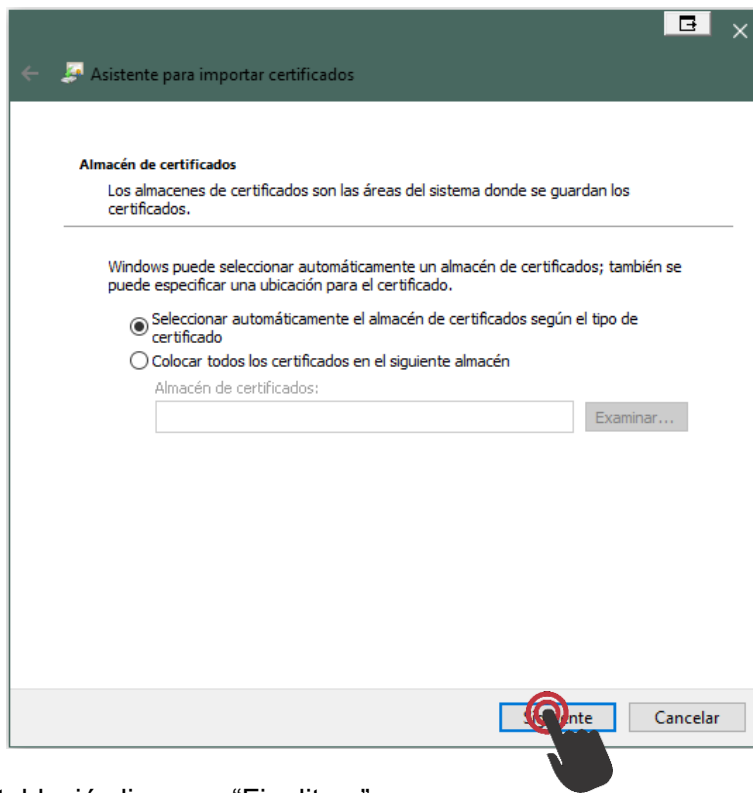 Asistente para importar certificados
Almacén de certificados
Los almacenes de certificados son las áreas del sistema donde se guardan los
certificados.
Windows puede seleccionar automáticamente un almacén de certificados; también se
puede especificar una ubicación para el certificado.
Seleccionar automáticamente el almacén de certificados según el tipo de
certificado
Colocar todos los certificados en el siguiente almacén
Almacén de certificados:
Examinar...
Cancelar